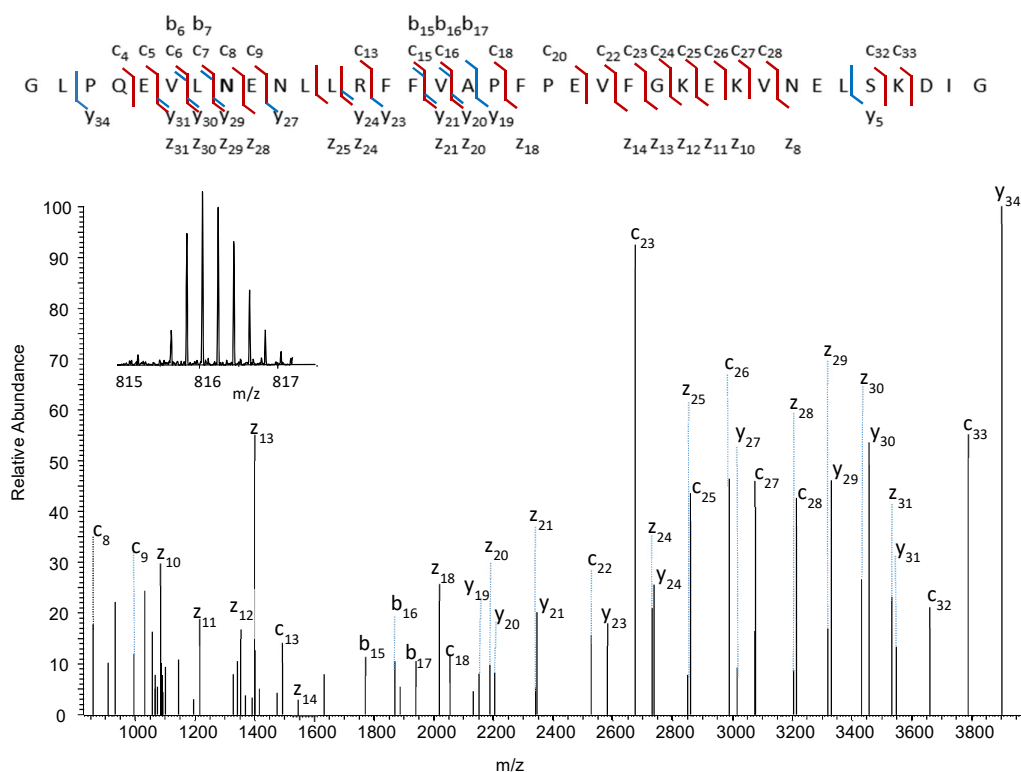 b6 b7 b15 b16 b17
c4 c5 c6 c7 c8 c9 c13 c15 c16 c18 c20 c22 c23 c24 c25 c26 c27 c28 c32 c33
G L P Q E V L N E N L L R F F V A P F P E V F G K E K V N E L S K D I G
y34 y31 y30 y29 y27 y24 y23 y21 y20 y19 y5
z31 z30 z29 z28 z25 z24 z21 z20 z18 z14 z13 z12 z11 z10 z8
y34
100
90
c23
80
70
z29
c26
z30
z25
60
z28
c33
z13
y27
y30
50
c25
c27
c28
y29
40
z31
c8
z21
z24
30
c9
z10
z20
c22
y31
z18
y19
y24
20
z11
z12
b16
y20
y21
y23
c32
c13
b15
b17
c18
10
z14
0
1000 1200 1400 1600 1800 2000 2200 2400 2600 2800 3000 3200 3400 3600 3800
m/z
Relative Abundance
815 816 817
m/z